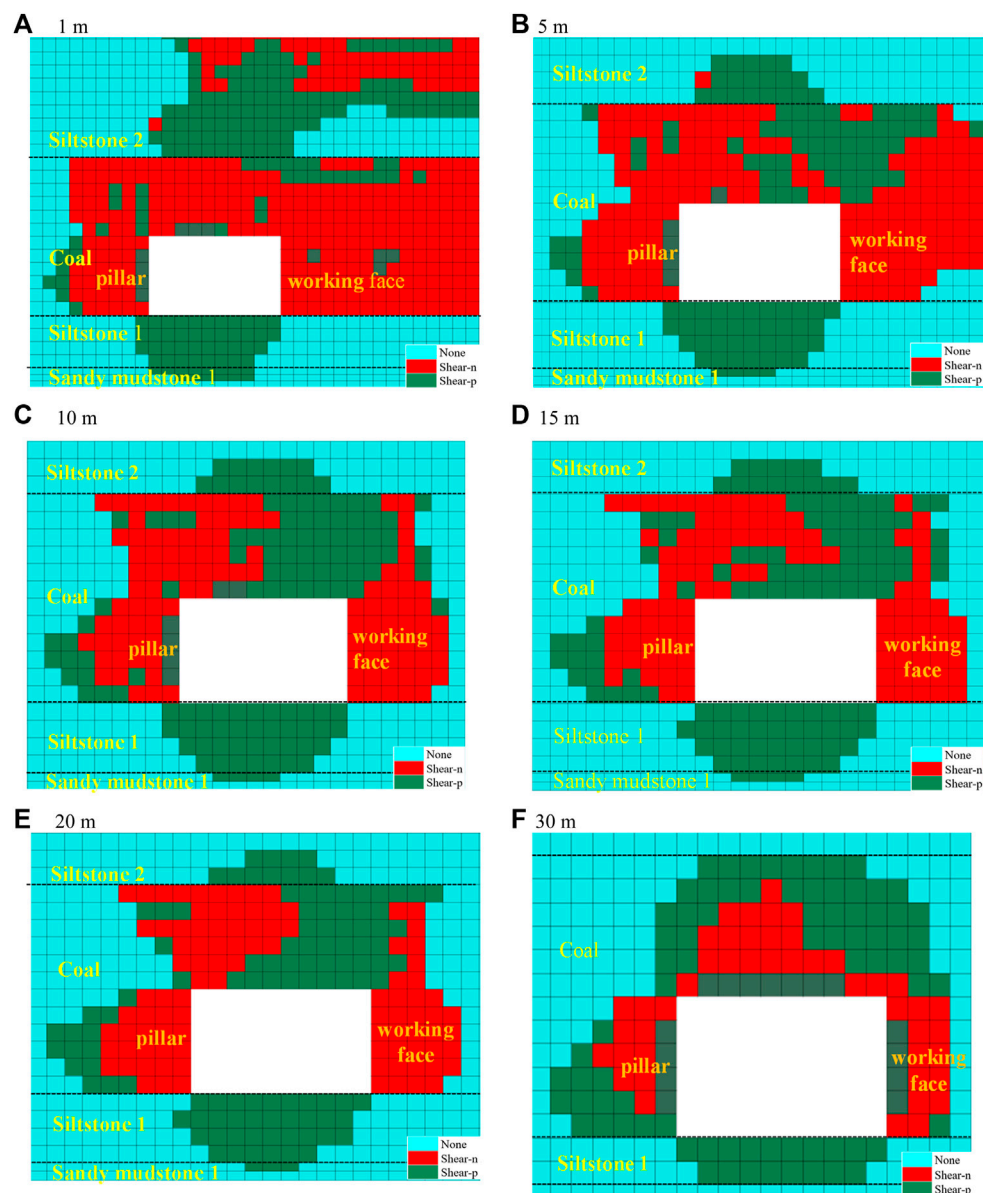 A 1 m
Siltstone 2
Coal
pillar
working face
Siltstone 1
Sandy mudstone 1
None
Shear-n
Shear-p
B 5 m
Siltstone 2
Coal
pillar
working
face
Siltstone 1
Sandy mudstone 1
None
Shear-n
Shear-p
C 10 m
Siltstone 2
Coal
pillar
working
face
Siltstone 1
Sandy mudstone 1
None
Shear-n
Shear-p
D 15 m
Siltstone 2
Coal
pillar
working
face
Siltstone 1
Sandy mudstone 1
None
Shear-n
Shear-p
E 20 m
Siltstone 2
Coal
pillar
working
face
Siltstone 1
Sandy mudstone 1
None
Shear-n
Shear-p
F 30 m
Coal
pillar
working
face
Siltstone 1
None
Shear-n
Shear-p